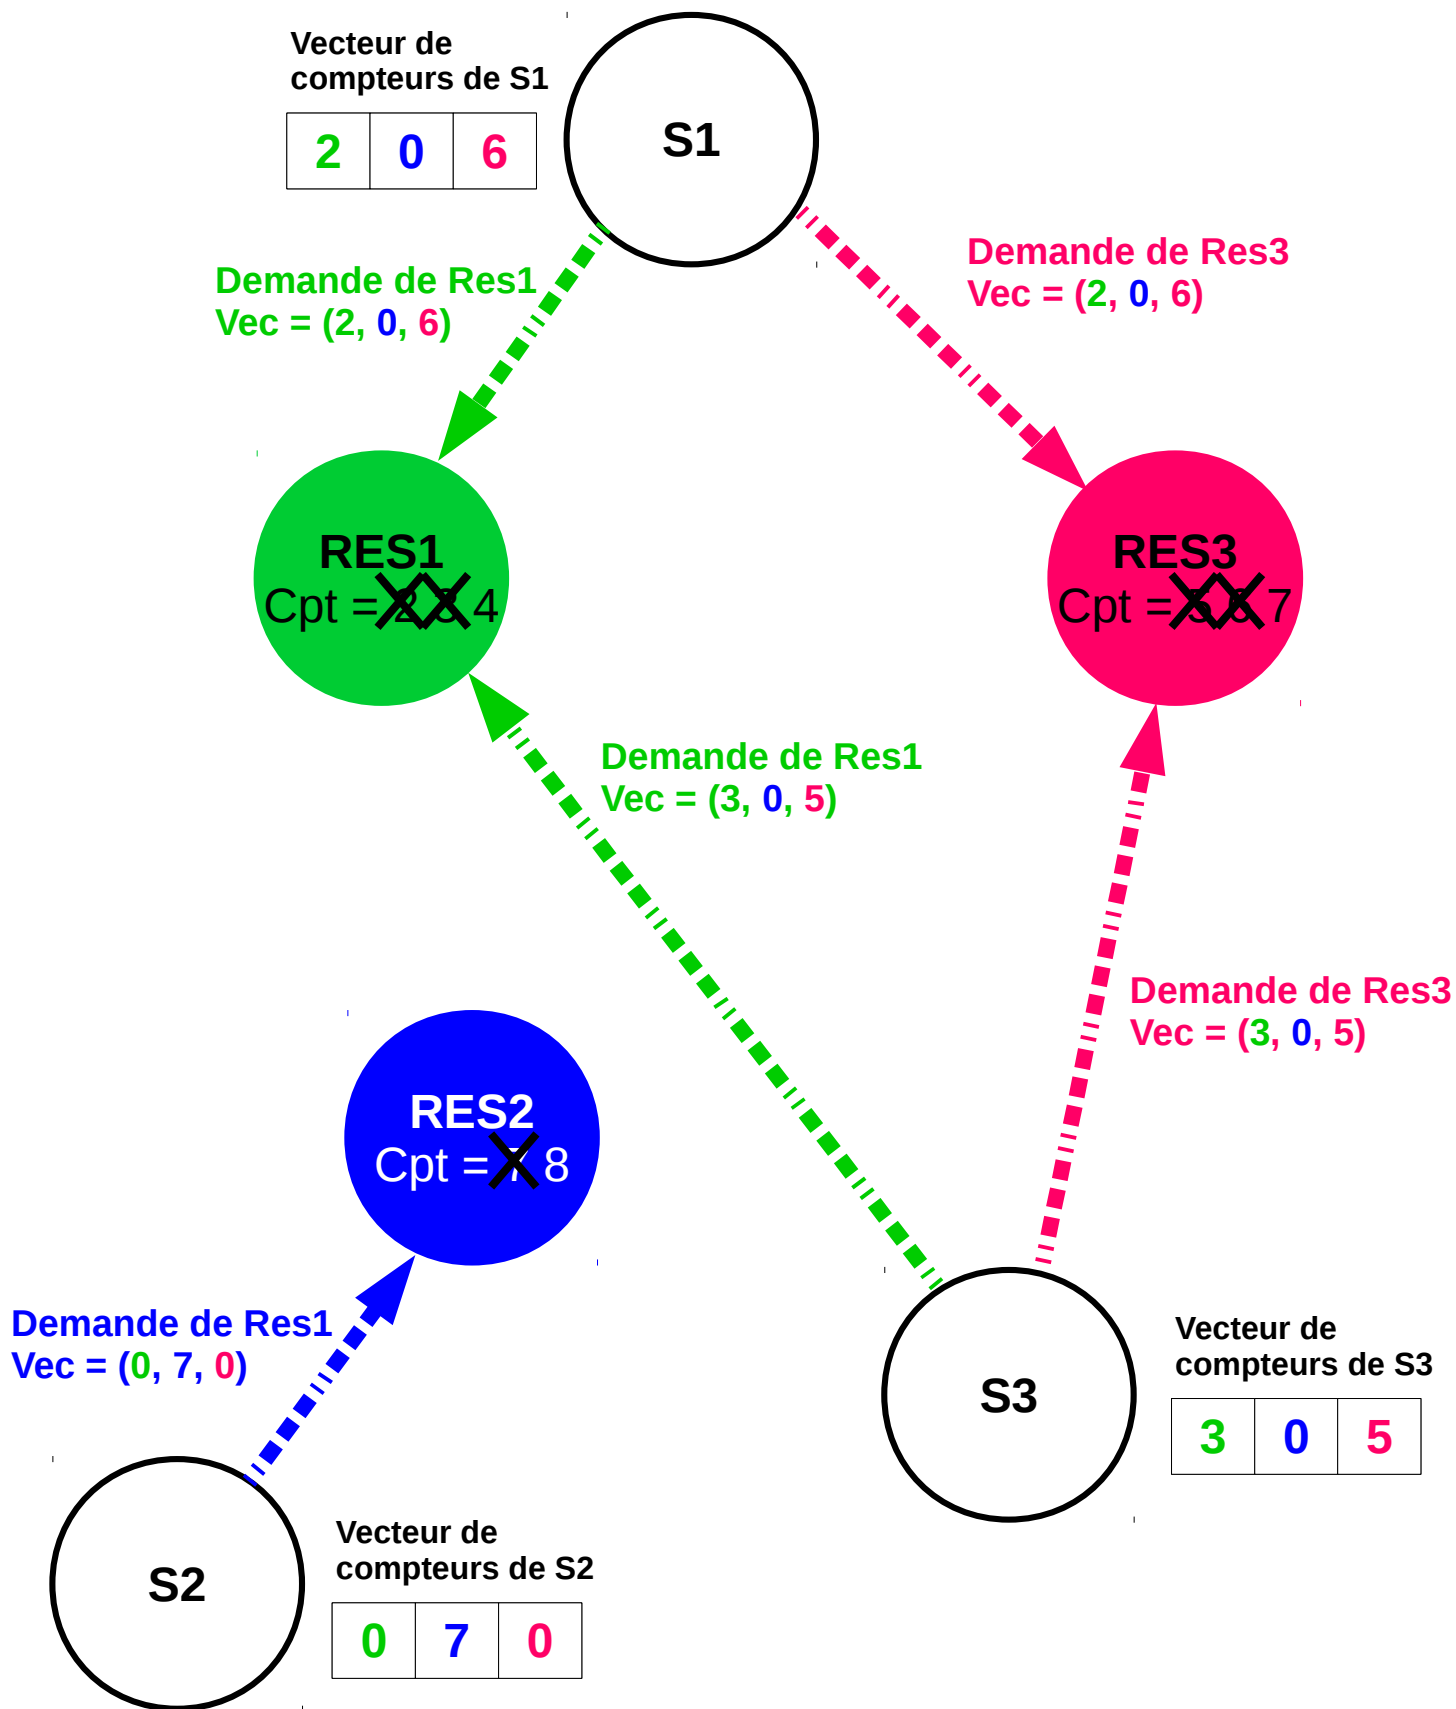 Vecteur de
compteurs de S1
2 0 6
S1
Demande de Res1
Vec = (2, 0, 6)
Demande de Res3
Vec = (2, 0, 6)
RES1
Cpt = 2 3 4
RES3
Cpt = 5 6 7
Demande de Res1
Vec = (3, 0, 5)
Demande de Res3
Vec = (3, 0, 5)
RES2
Cpt = 7 8
Demande de Res1
Vec = (0, 7, 0)
S3
Vecteur de
compteurs de S3
3 0 5
S2
Vecteur de
compteurs de S2
0 7 0